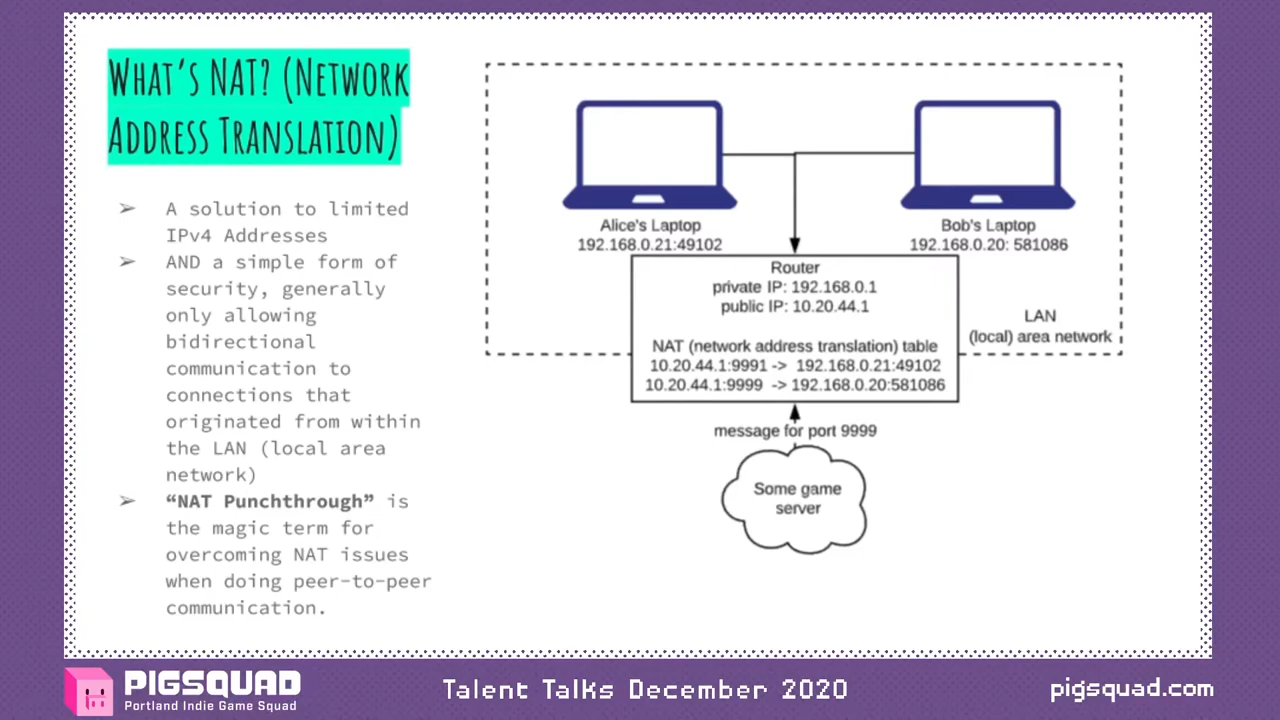 WHAT'S NAT? (NETWORK
ADDRESS TRANSLATION)
➢ A solution to limited
IPv4 Addresses
➢ AND a simple form of
security, generally
only allowing
bidirectional
communication to
connections that
originated from within
the LAN (local area
network)
➢ “NAT Punchthrough” is
the magic term for
overcoming NAT issues
when doing peer-to-peer
communication.
Alice's Laptop
192.168.0.21:49102
Bob's Laptop
192.168.0.20: 581086
Router
private IP: 192.168.0.1
public IP: 10.20.44.1
NAT (network address translation) table
10.20.44.1:9991 -> 192.168.0.21:49102
10.20.44.1:9999 -> 192.168.0.20:581086
LAN
(local) area network
message for port 9999
Some game
server
PIGSQUAD
Portland Indie Game Squad
Talent Talks December 2020
pigsquad.com